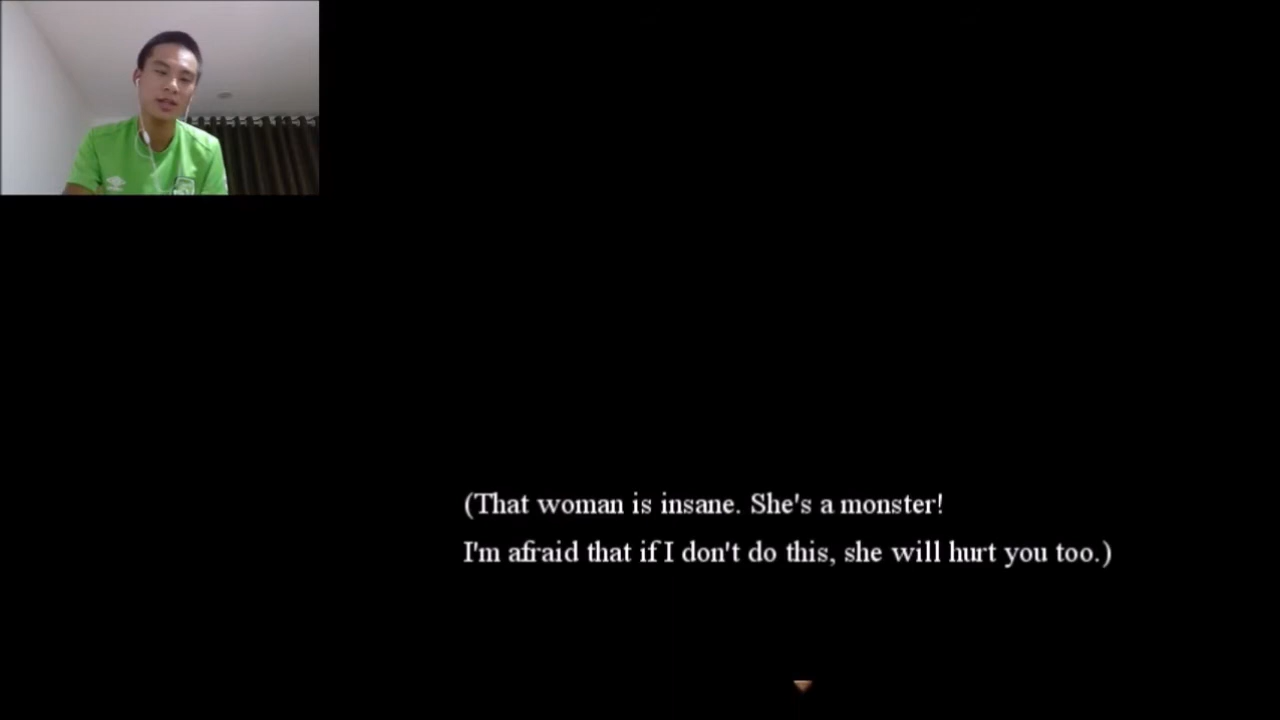 (That woman is insane. She's a monster!
I'm afraid that if I don't do this, she will hurt you too.)